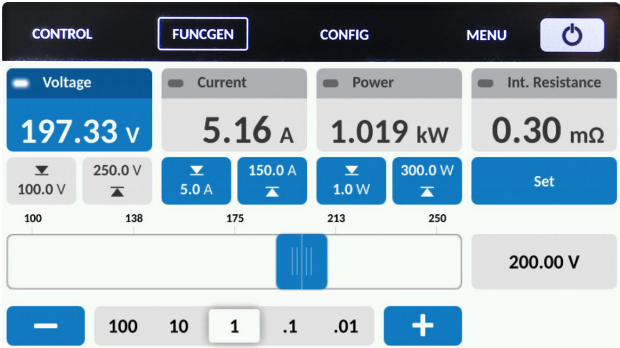 CONTROL FUNCGEN CONFIG MENU
Voltage Current Power Int. Resistance
197.33 V 5.16 A 1.019 kW 0.30 mΩ
100.0 V 250.0 V 5.0 A 150.0 A 1.0 W 300.0 W Set
100 138 175 213 250
200.00 V
100 10 1 .1 .01